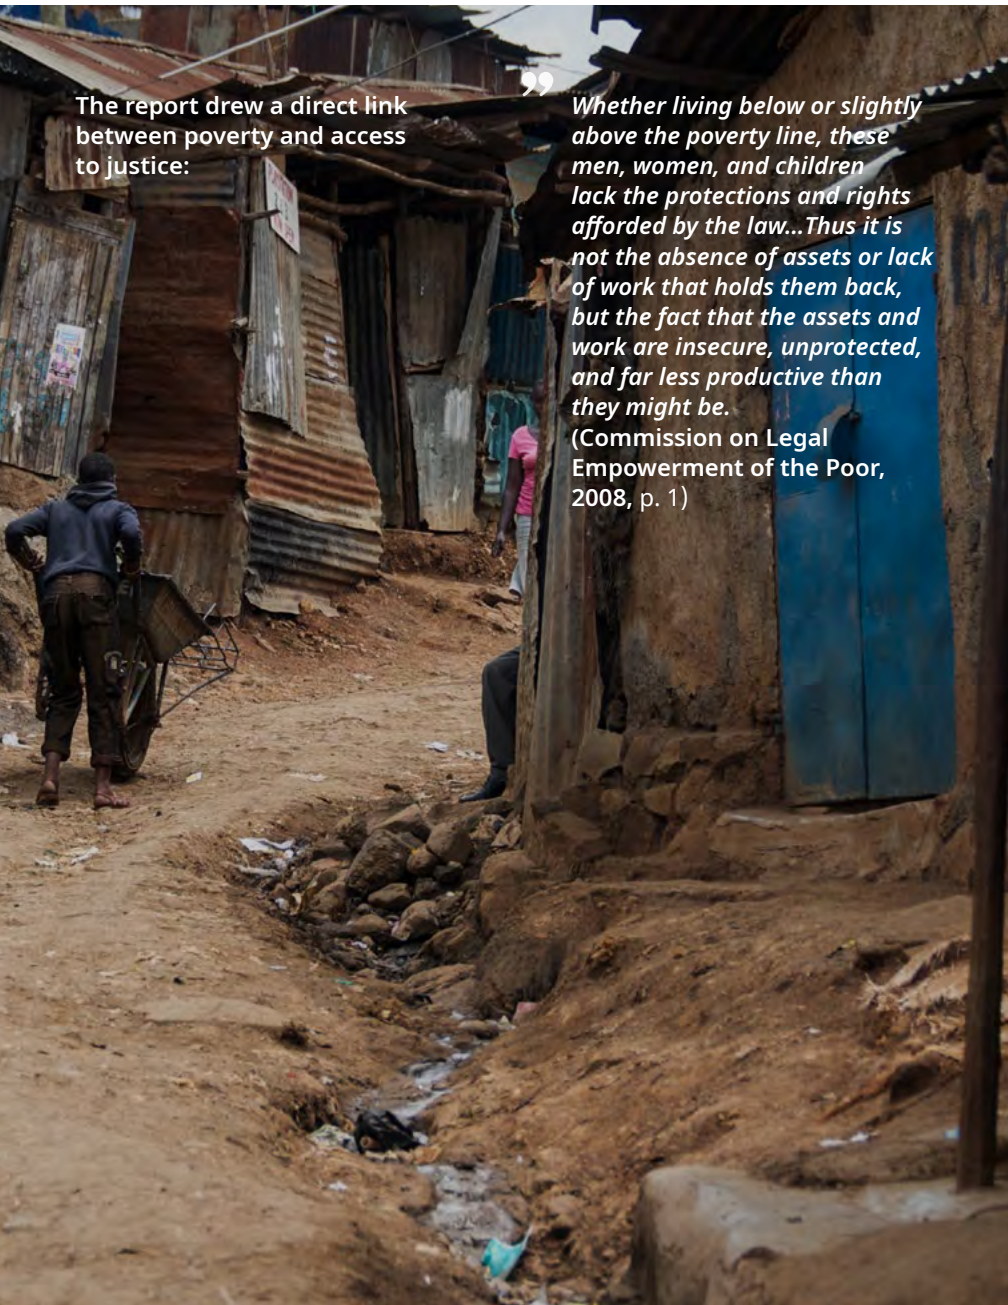 The report drew a direct link
between poverty and access
to justice:
”
Whether living below or slightly
above the poverty line, these
men, women, and children
lack the protections and rights
afforded by the law...Thus it is
not the absence of assets or lack
of work that holds them back,
but the fact that the assets and
work are insecure, unprotected,
and far less productive than
they might be.
(Commission on Legal
Empowerment of the Poor,
2008, p. 1)